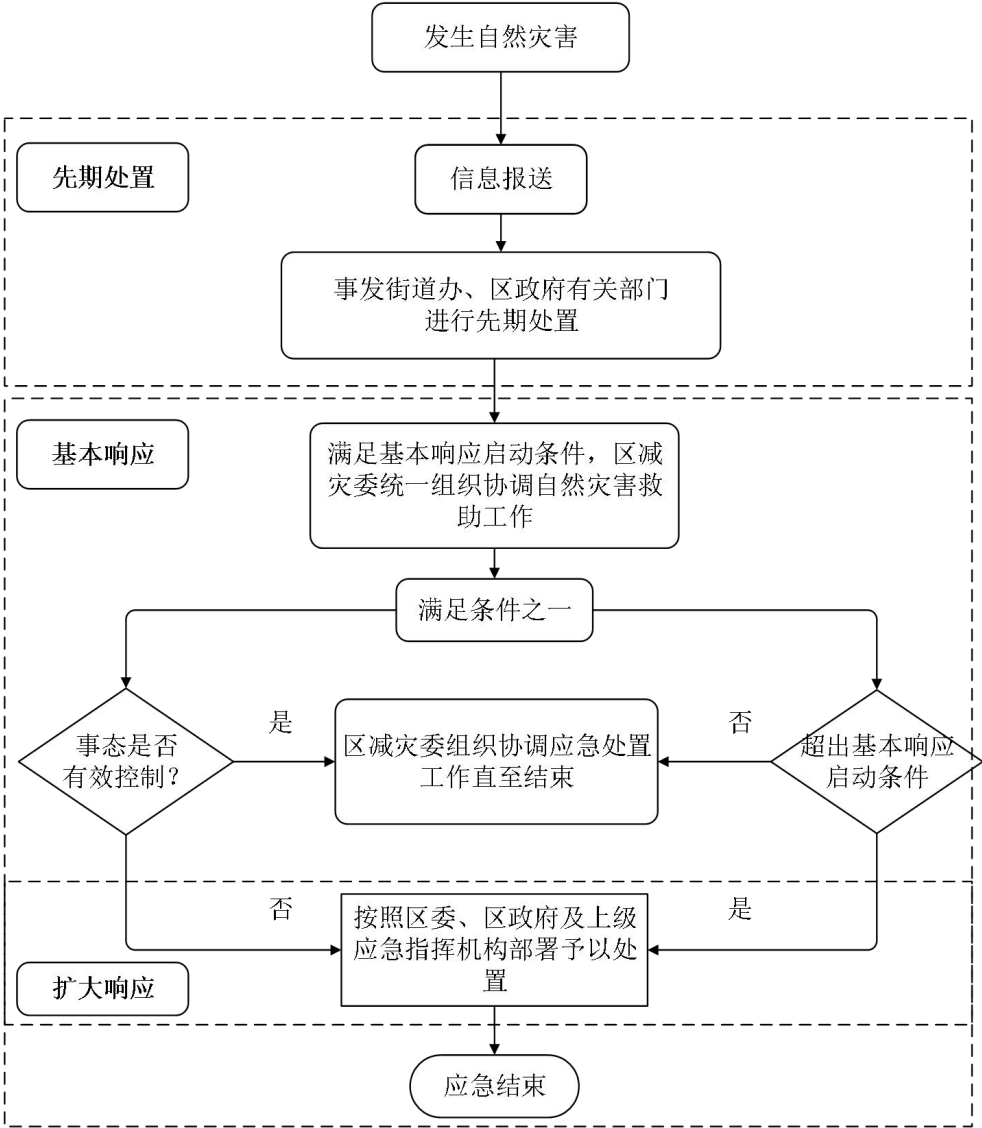 发生自然灾害
先期处置
信息报送
事发街道办、区政府有关部门
进行先期处置
基本响应
满足基本响应启动条件，区减
灾委统一组织协调自然灾害救
助工作
满足条件之一
事态是否
有效控制？
是
区减灾委组织协调应急处置
工作直至结束
否
超出基本响应
启动条件
否
按照区委、区政府及上级
应急指挥机构部署予以处
置
是
扩大响应
应急结束